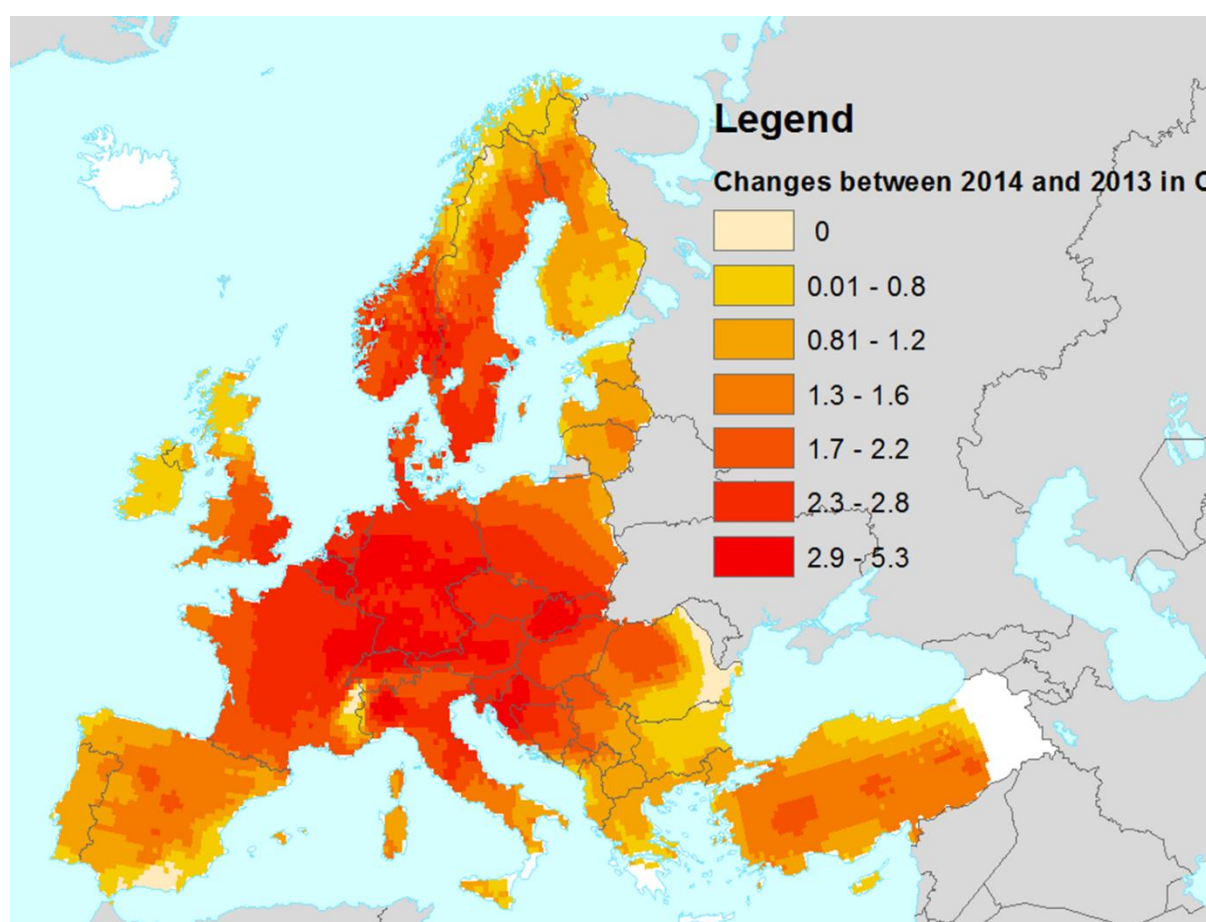 Legend
Changes between 2014 and 2013 in
0
0.01 - 0.8
0.81 - 1.2
1.3 - 1.6
1.7 - 2.2
2.3 - 2.8
2.9 - 5.3